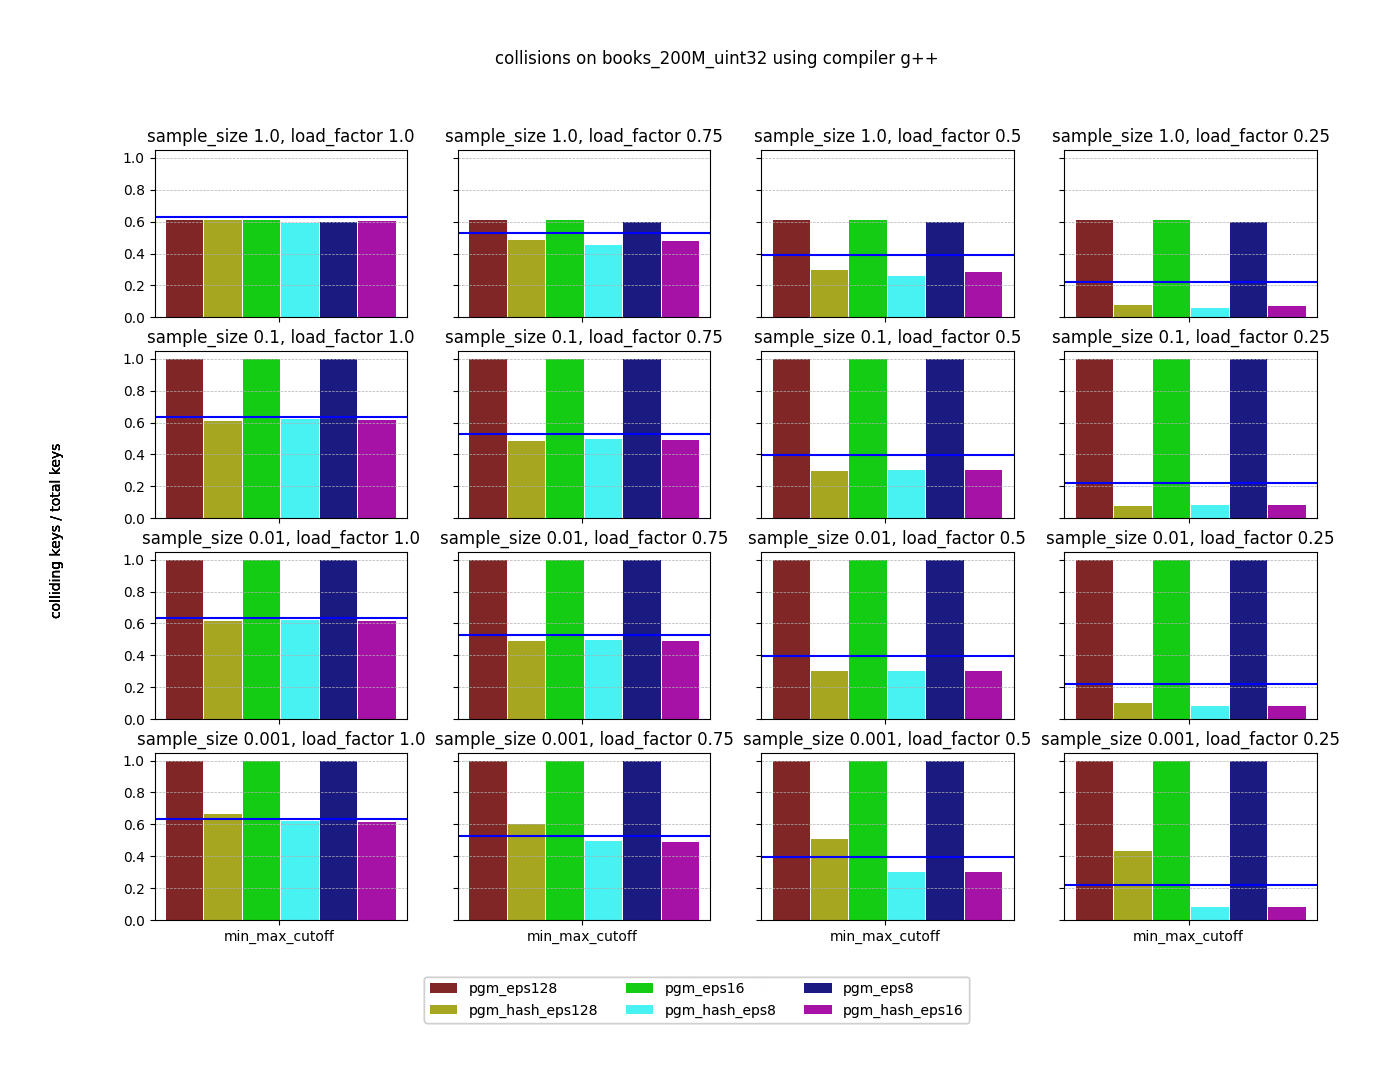 collisions on books_200M_uint32 using compiler g++
sample_size 1.0, load_factor 1.0
sample_size 1.0, load_factor 0.75
sample_size 1.0, load_factor 0.5
sample_size 1.0, load_factor 0.25
1.0
0.8
0.6
0.4
0.2
0.0
sample_size 0.1, load_factor 1.0
sample_size 0.1, load_factor 0.75
sample_size 0.1, load_factor 0.5
sample_size 0.1, load_factor 0.25
1.0
0.8
0.6
0.4
0.2
0.0
colliding keys / total keys
sample_size 0.01, load_factor 1.0
sample_size 0.01, load_factor 0.75
sample_size 0.01, load_factor 0.5
sample_size 0.01, load_factor 0.25
1.0
0.8
0.6
0.4
0.2
0.0
sample_size 0.001, load_factor 1.0
sample_size 0.001, load_factor 0.75
sample_size 0.001, load_factor 0.5
sample_size 0.001, load_factor 0.25
1.0
0.8
0.6
0.4
0.2
0.0
min_max_cutoff
min_max_cutoff
min_max_cutoff
min_max_cutoff
pgm_eps128
pgm_hash_eps128
pgm_eps16
pgm_hash_eps8
pgm_eps8
pgm_hash_eps16